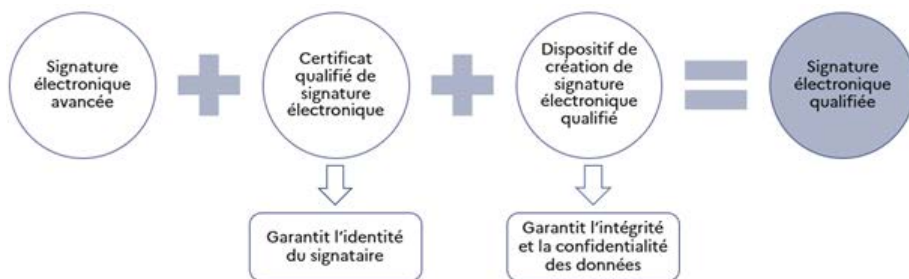 Signature
électronique
avancée
Certificat
qualifié de
signature
électronique
Dispositif de
création de
signature
électronique
qualifié
Signature
électronique
qualifiée
Garantit l'identité
du signataire
Garantit l'intégrité
et la confidentialité
des données